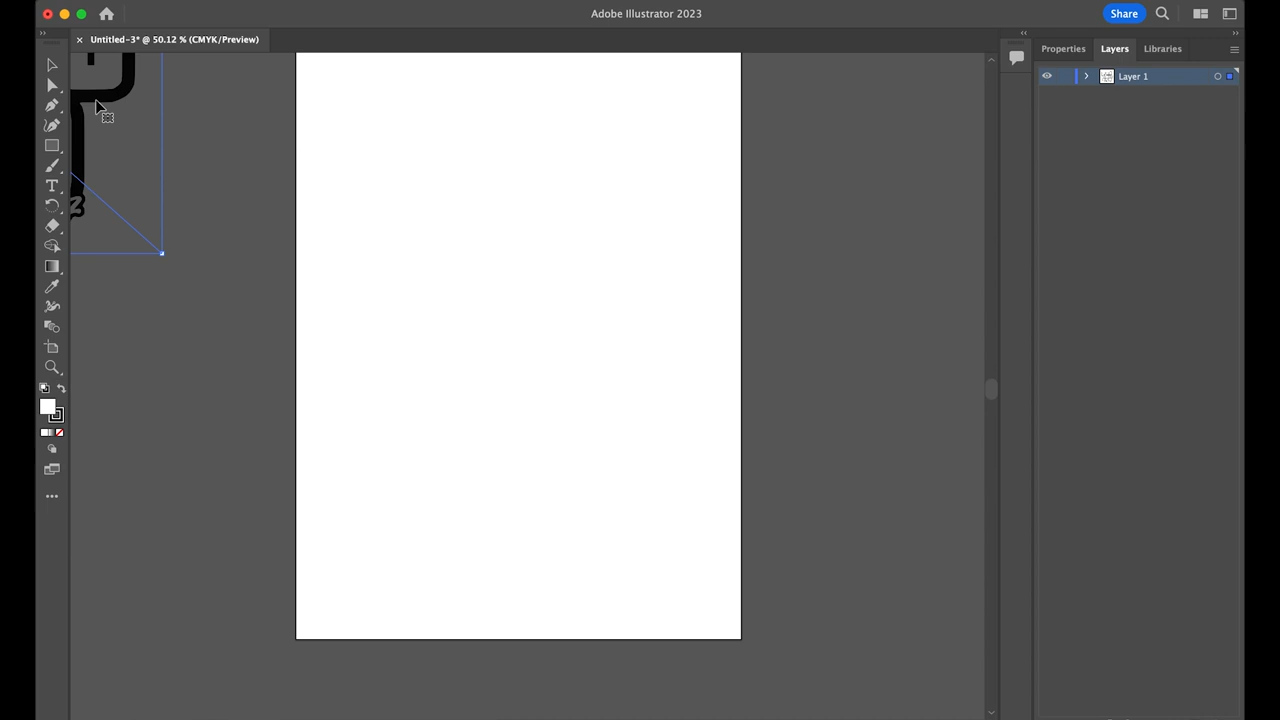 Adobe Illustrator 2023
Share
Untitled-3* @ 50.12 % (CMYK/Preview)
Properties
Layers
Libraries
Layer 1